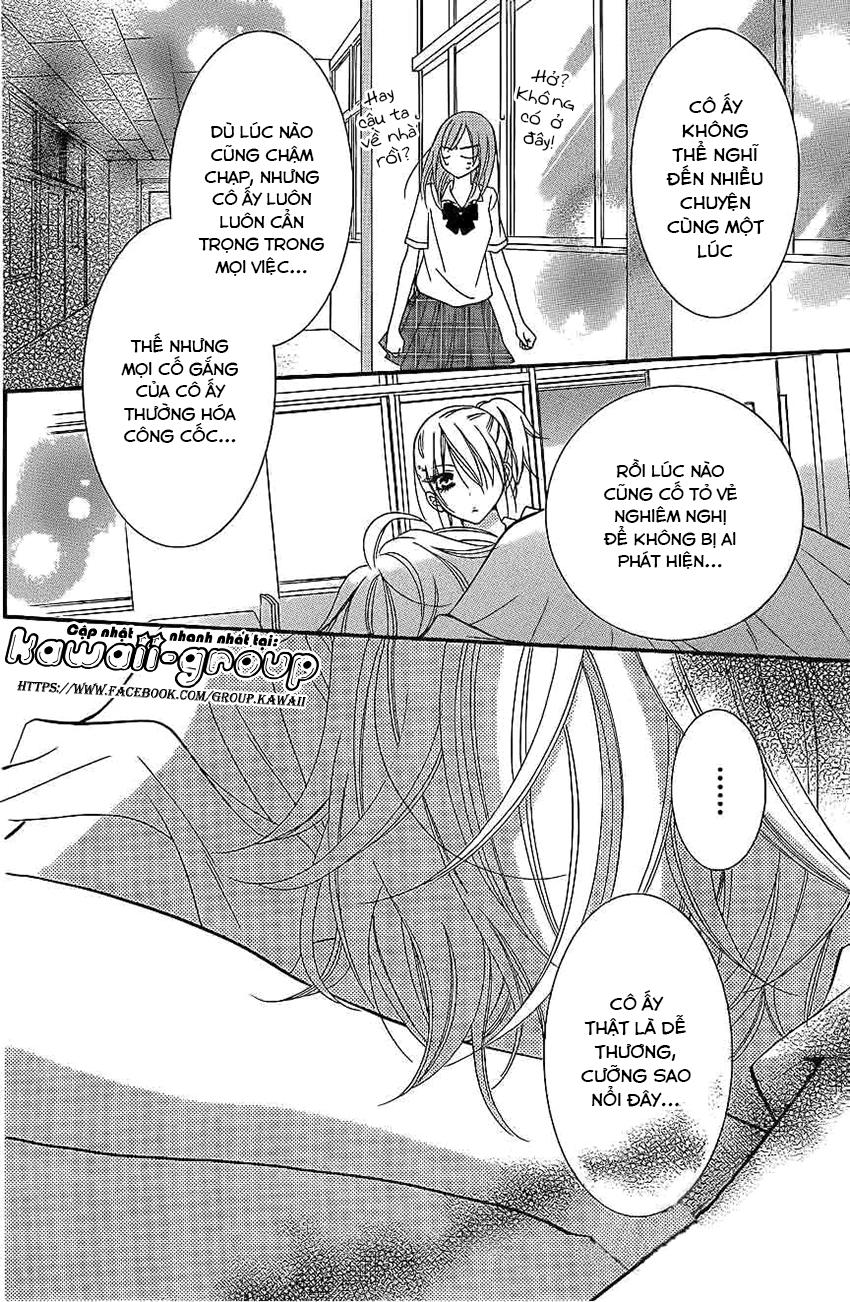 CÔ ẤY
KHÔNG
THỂ NGHĨ
ĐẾN NHIỀU
CHUYỆN
CÙNG MỘT
LÚC
Hở?
Không
có ở
đây!
Hay
cậu ta
về nhà
rồi?
DÙ LÚC NÀO
CŨNG CHẬM
CHẠP, NHƯNG
CÔ ẤY LUÔN
LUÔN CẨN
TRỌNG TRONG
MỌI VIỆC...
THẾ NHƯNG
MỌI CỐ GẮNG
CỦA CÔ ẤY
THƯỜNG HÓA
CÔNG CỐC...
RỒI LÚC NÀO
CŨNG CỐ TỎ VẺ
NGHIÊM NGHỊ
ĐỂ KHÔNG BỊ AI
PHÁT HIỆN...
Cập nhật nhanh nhất tại:
kawaii-group
HTTPS://WWW.FACEBOOK.COM/GROUP.KAWAII
......
CÔ ẤY
THẬT LÀ DỄ
THƯƠNG,
CƯỠNG SAO
NỔI ĐÂY...